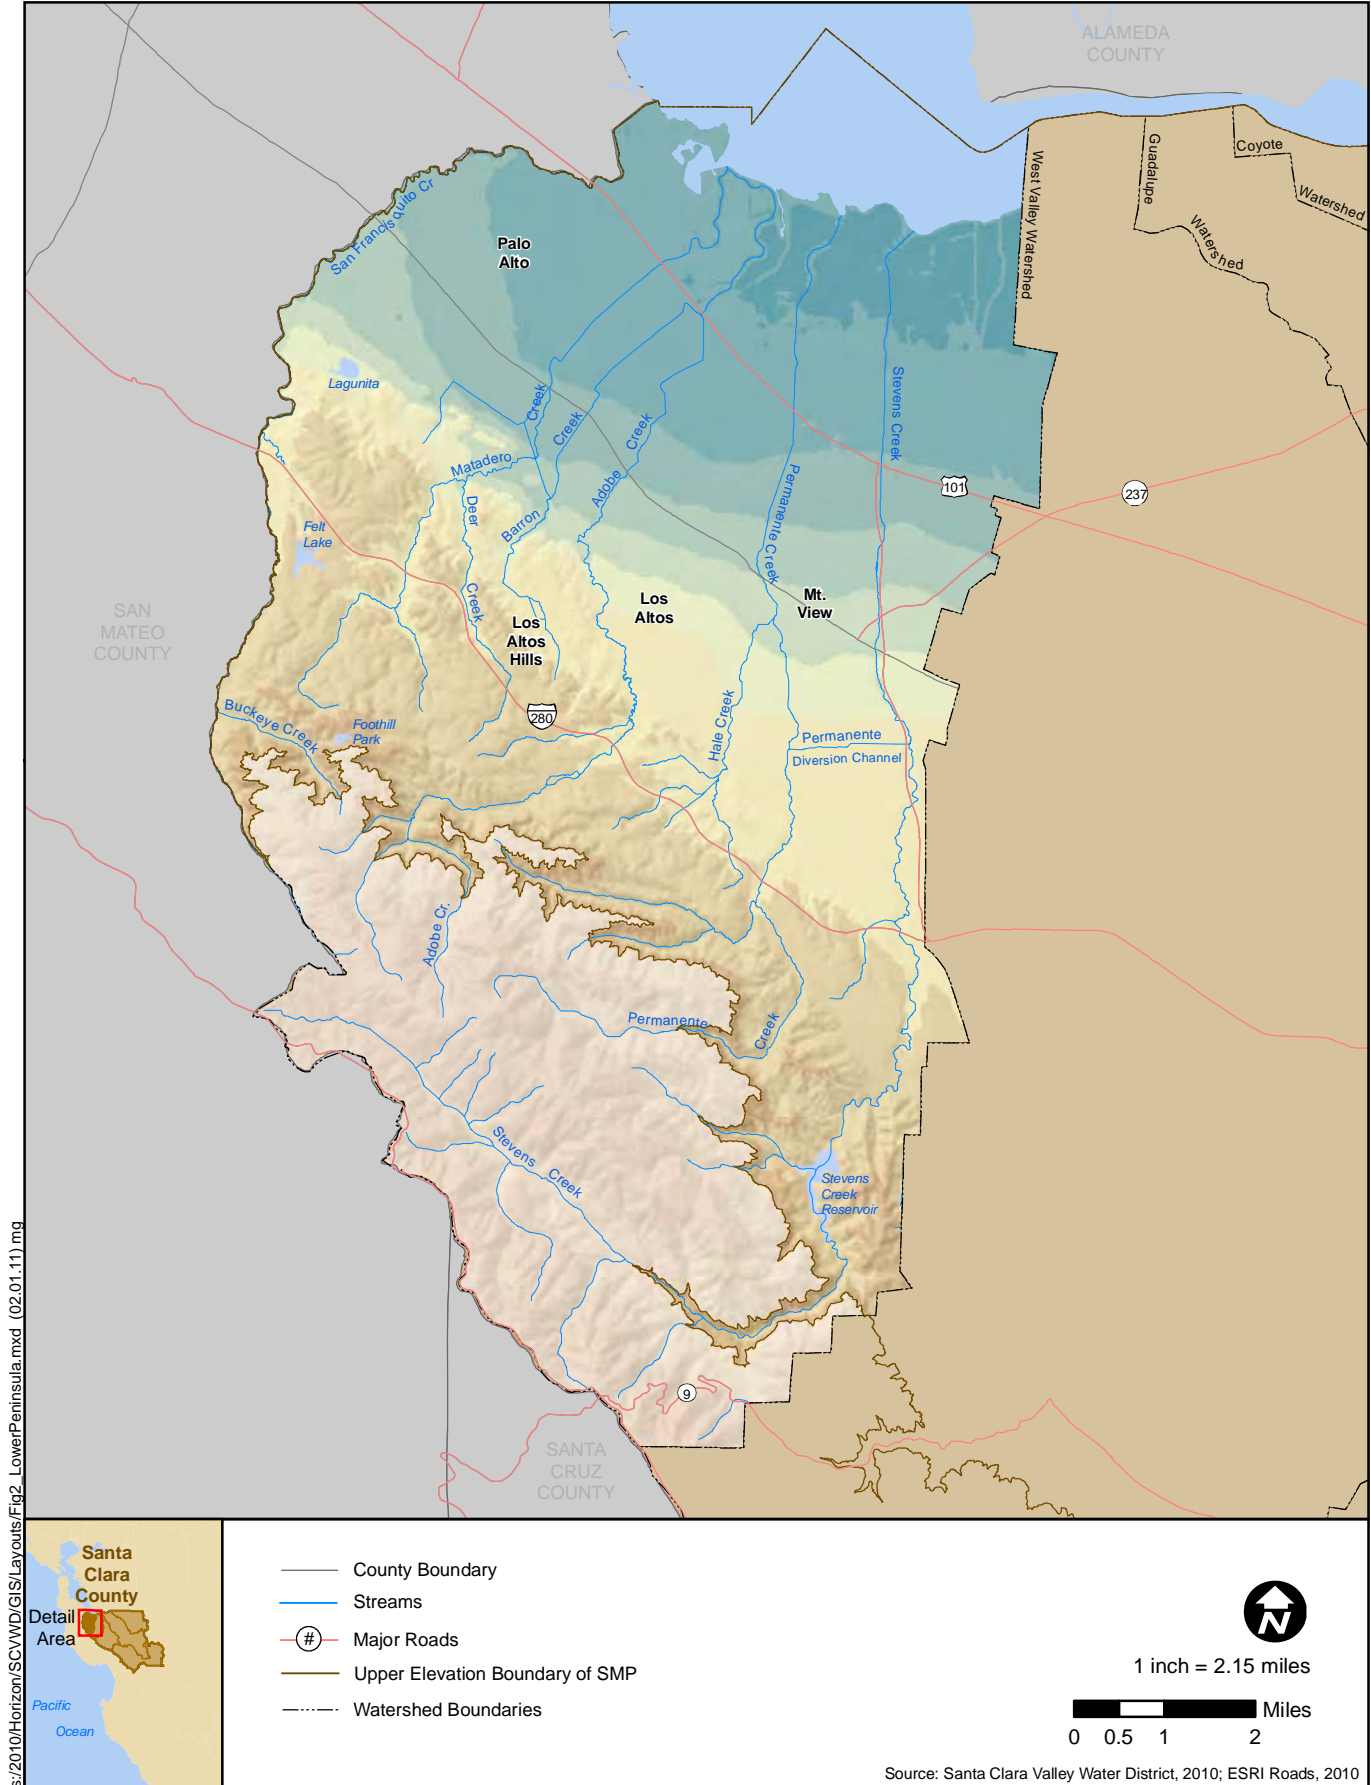 ALAMEDA
COUNTY
Coyote
Watershed
Guadalupe
Watershed
West Valley Watershed
San Francisquito Cr
Palo
Alto
Lagunita
Creek
Creek
Creek
Stevens Creek
Matadero
Deer
Adobe
Barron
Permanente Creek
101
237
Felt
Lake
Creek
Los
Altos
Mt.
View
Los
Altos
Hills
SAN
MATEO
COUNTY
280
Hale Creek
Buckeye Creek
Foothill
Park
Permanente
Diversion Channel
Adobe Cr.
Permanente
Creek
Stevens
Creek
Stevens
Creek
Reservoir
9
SANTA
CRUZ
COUNTY
s:/2010/Horizon/SCVWD/GIS/Layouts/Fig2_LowerPeninsula.mxd (02.01.11) mg
Santa
Clara
County
Detail
Area
Pacific
Ocean
County Boundary
Streams
# Major Roads
Upper Elevation Boundary of SMP
Watershed Boundaries
N
1 inch = 2.15 miles
Miles
0 0.5 1 2
Source: Santa Clara Valley Water District, 2010; ESRI Roads, 2010